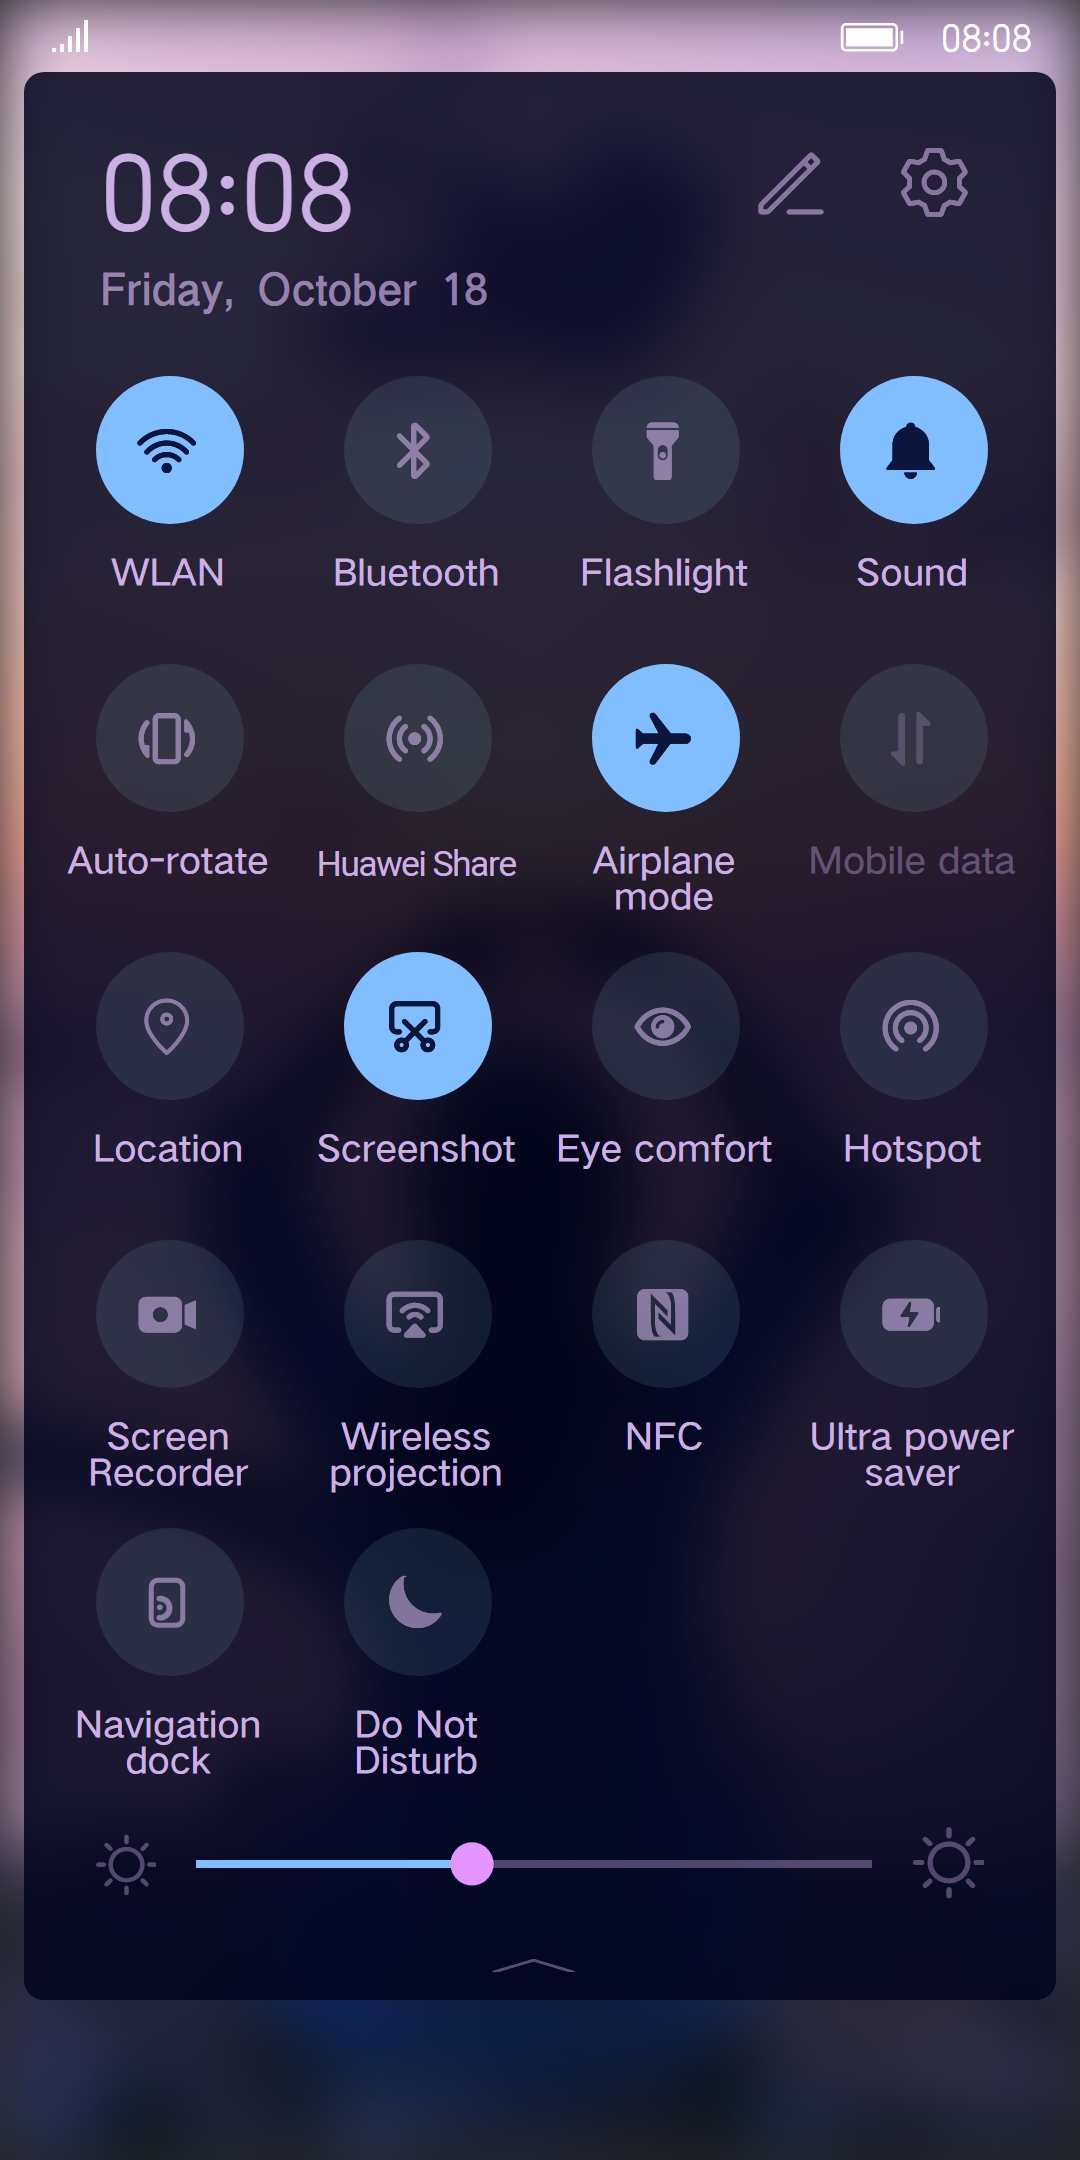 08:08
08:08
Friday, October 18
WLAN
Bluetooth
Flashlight
Sound
Auto-rotate
Huawei Share
Airplane
mode
Mobile data
Location
Screenshot
Eye comfort
Hotspot
Screen
Recorder
Wireless
projection
NFC
Ultra power
saver
Navigation
dock
Do Not
Disturb